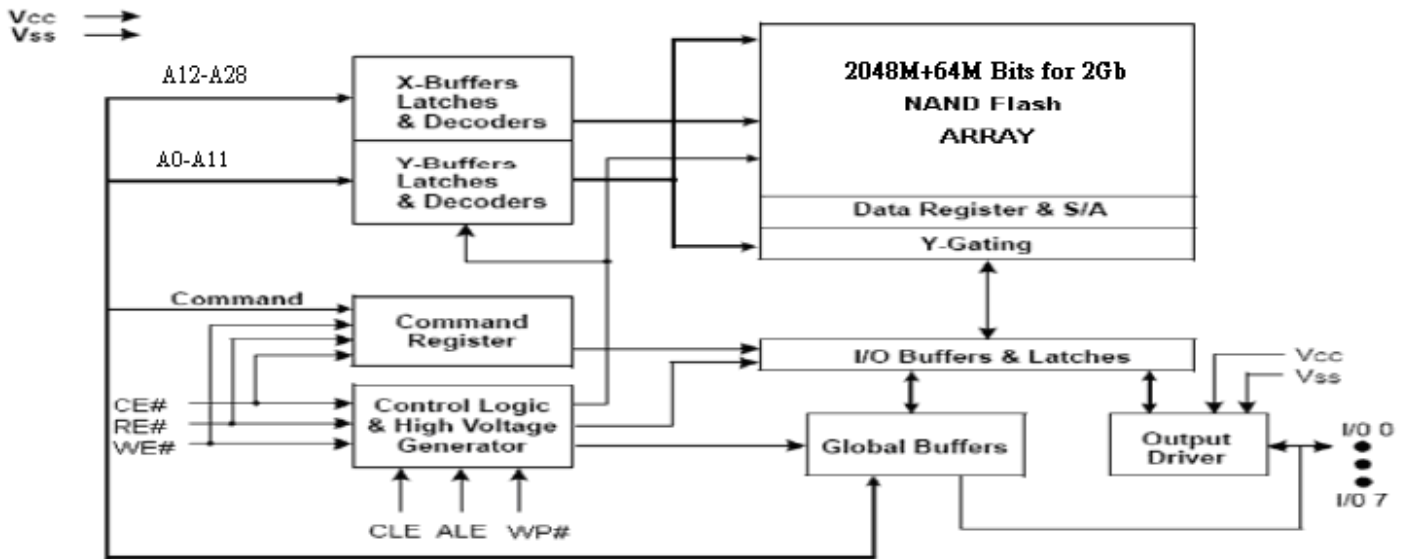 Vcc
Vss
A12-A28
X-Buffers
Latches
& Decoders
A0-A11
Y-Buffers
Latches
& Decoders
2048M+64M Bits for 2Gb
NAND Flash
ARRAY
Data Register & S/A
Y-Gating
Command
Command
Register
I/O Buffers & Latches
Vcc
Vss
CE#
RE#
WE#
Control Logic
& High Voltage
Generator
Global Buffers
Output
Driver
I/O 0
I/O 7
CLE ALE WP#